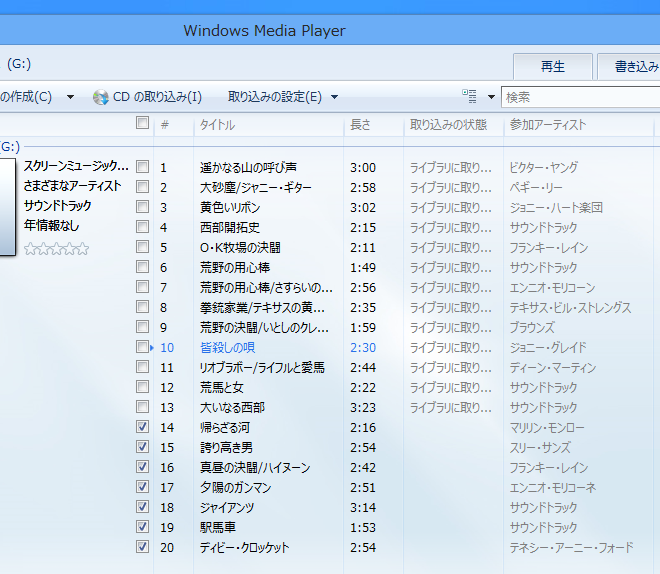 Windows Media Player
(G:)
再生 書き込み
の作成(C) CD の取り込み(I) 取り込みの設定(E) 検索
# タイトル 長さ 取り込みの状態 参加アーティスト
(G:)
スクリーンミュージック...
さまざまなアーティスト
サウンドトラック
年情報なし
1 遥かなる山の呼び声 3:00 ライブラリに取り... ビクター・ヤング
2 大砂塵/ジャニー・ギター 2:58 ライブラリに取り... ペギー・リー
3 黄色いリボン 3:02 ライブラリに取り... ジョニー・ハート楽団
4 西部開拓史 2:15 ライブラリに取り... サウンドトラック
5 O・K牧場の決闘 2:11 ライブラリに取り... フランキー・レイン
6 荒野の用心棒 1:49 ライブラリに取り... サウンドトラック
7 荒野の用心棒/さすらいの... 2:56 ライブラリに取り... エンニオ・モリコーン
8 拳銃家業/テキサスの黄... 2:35 ライブラリに取り... テキサス・ビル・ストレングス
9 荒野の決闘/いとしのクレ... 1:59 ライブラリに取り... ブラウンズ
10 皆殺しの唄 2:30 ライブラリに取り... ジョニー・グレイド
11 リオブラボー/ライフルと愛馬 2:44 ライブラリに取り... ディーン・マーティン
12 荒馬と女 2:22 ライブラリに取り... サウンドトラック
13 大いなる西部 3:23 ライブラリに取り... サウンドトラック
14 帰らざる河 2:16 マリリン・モンロー
15 誇り高き男 2:54 スリー・サンズ
16 真昼の決闘/ハイヌーン 2:42 フランキー・レイン
17 夕陽のガンマン 2:51 エンニオ・モリコーネ
18 ジャイアンツ 3:14 サウンドトラック
19 駅馬車 1:53 サウンドトラック
20 ディビー・クロッケット 2:54 テネシー・アーニー・フォード